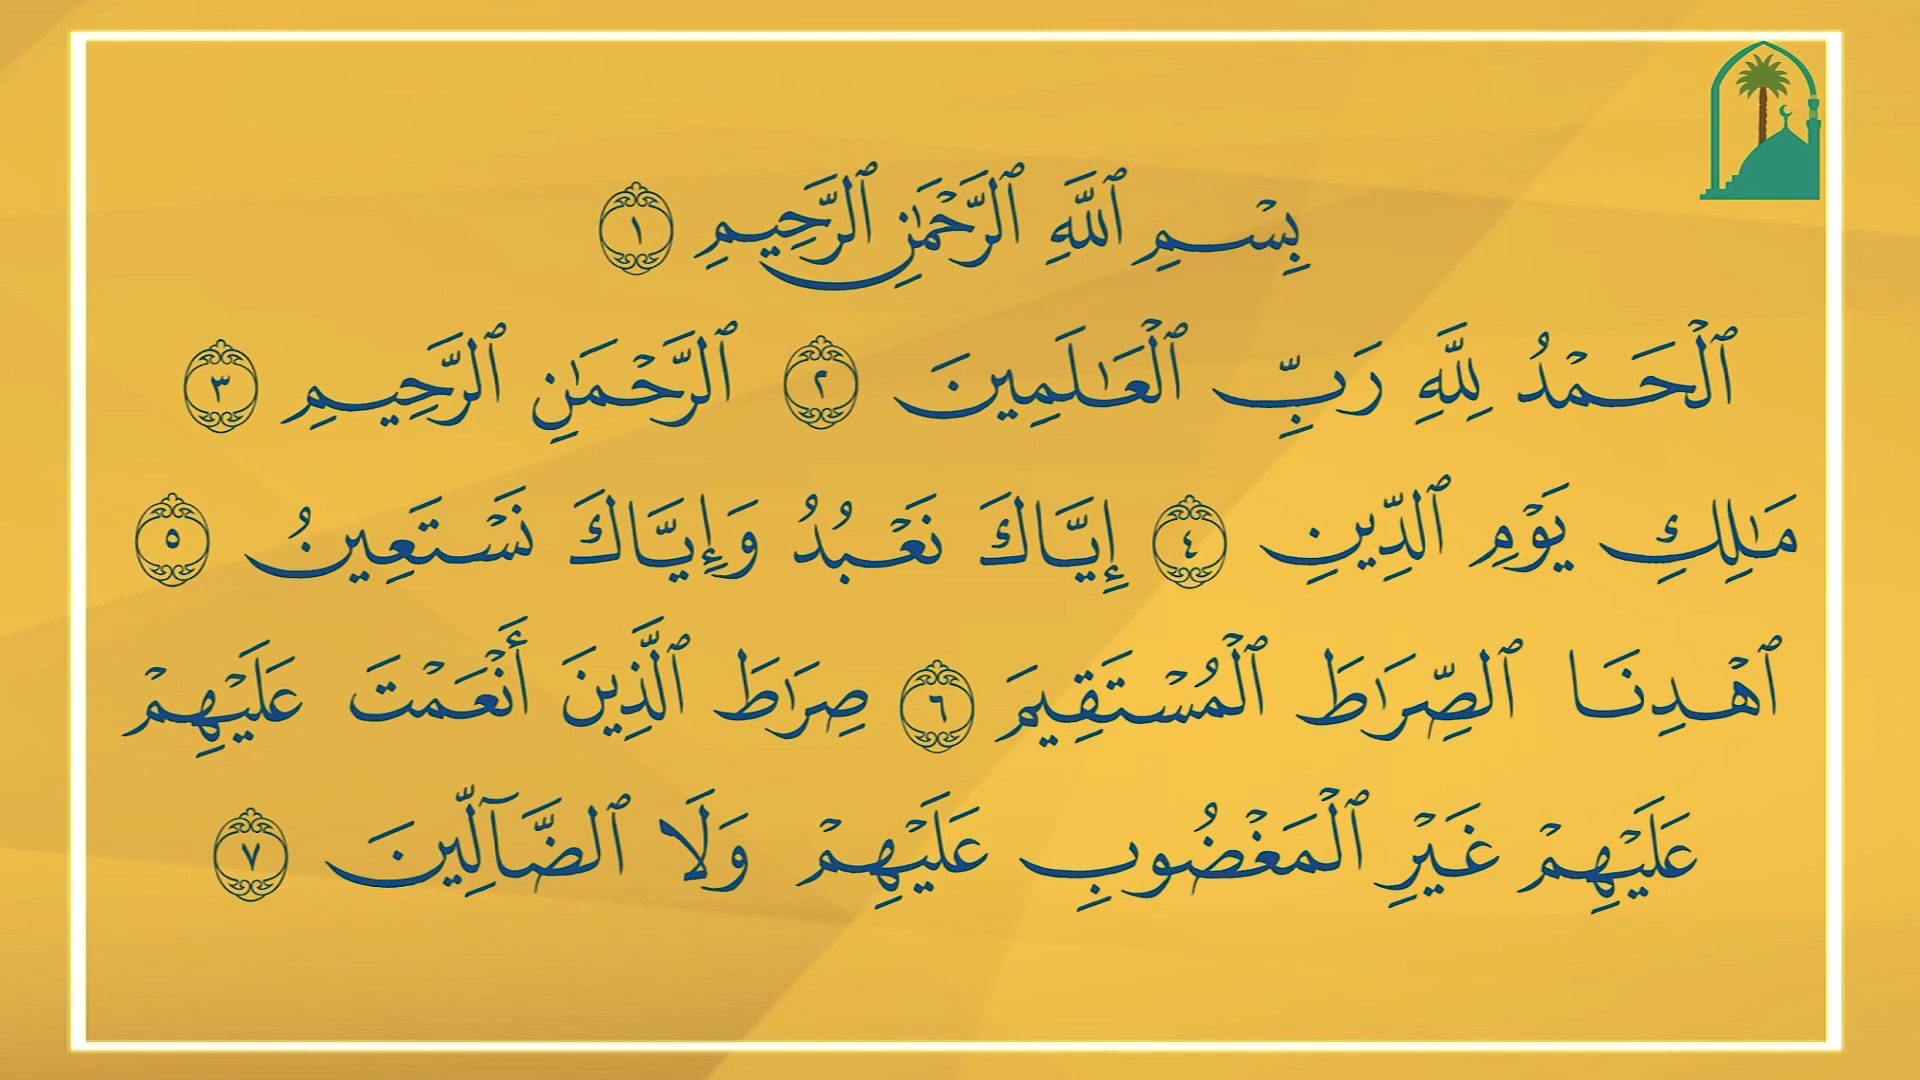 بِسْمِ ٱللَّهِ ٱلرَّحْمَٰنِ ٱلرَّحِيمِ ١
ٱلْحَمْدُ لِلَّهِ رَبِّ ٱلْعَٰلَمِينَ ٢ ٱلرَّحْمَٰنِ ٱلرَّحِيمِ ٣
مَٰلِكِ يَوْمِ ٱلدِّينِ ٤ إِيَّاكَ نَعْبُدُ وَإِيَّاكَ نَسْتَعِينُ ٥
ٱهْدِنَا ٱلصِّرَٰطَ ٱلْمُسْتَقِيمَ ٦ صِرَٰطَ ٱلَّذِينَ أَنْعَمْتَ عَلَيْهِمْ
عَلَيْهِمْ غَيْرِ ٱلْمَغْضُوبِ عَلَيْهِمْ وَلَا ٱلضَّآلِّينَ ٧